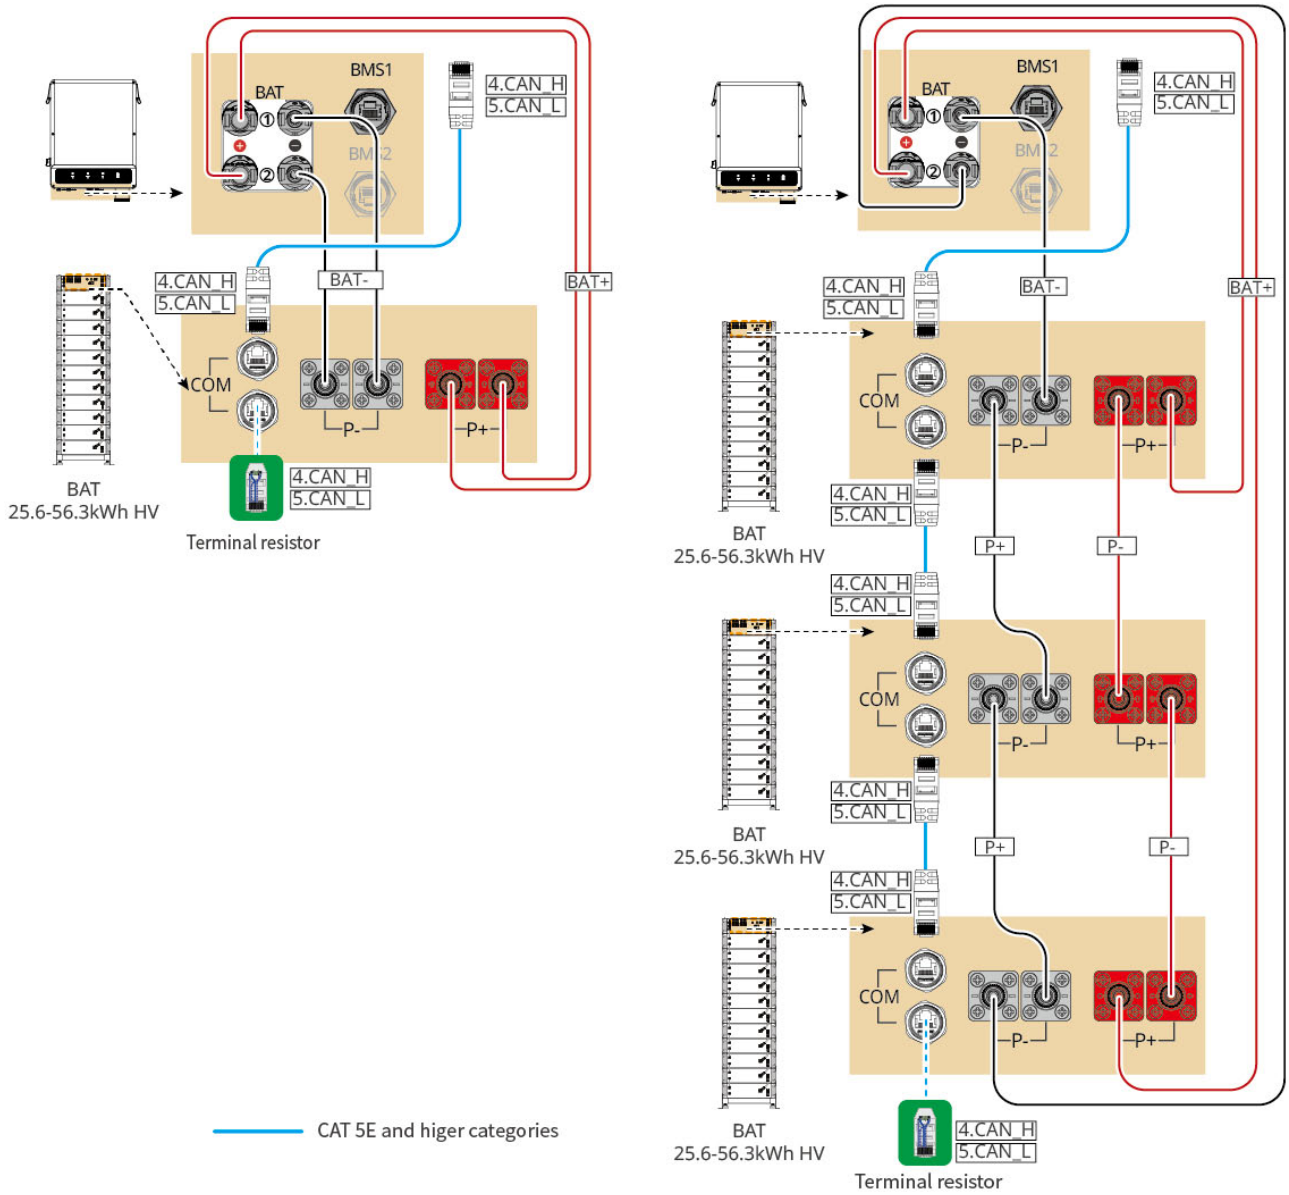 BMS1
BAT
①
②
BMS2
4.CAN_H
5.CAN_L
4.CAN_H
5.CAN_L
BAT-
BAT+
COM
P-
P+
4.CAN_H
5.CAN_L
Terminal resistor
BAT
25.6-56.3kWh HV
CAT 5E and higer categories
BMS1
BAT
①
②
BMS2
4.CAN_H
5.CAN_L
4.CAN_H
5.CAN_L
BAT-
BAT+
COM
P-
P+
4.CAN_H
5.CAN_L
BAT
25.6-56.3kWh HV
P+
P-
4.CAN_H
5.CAN_L
COM
P-
P+
4.CAN_H
5.CAN_L
BAT
25.6-56.3kWh HV
P+
P-
4.CAN_H
5.CAN_L
COM
P-
P+
BAT
25.6-56.3kWh HV
4.CAN_H
5.CAN_L
Terminal resistor